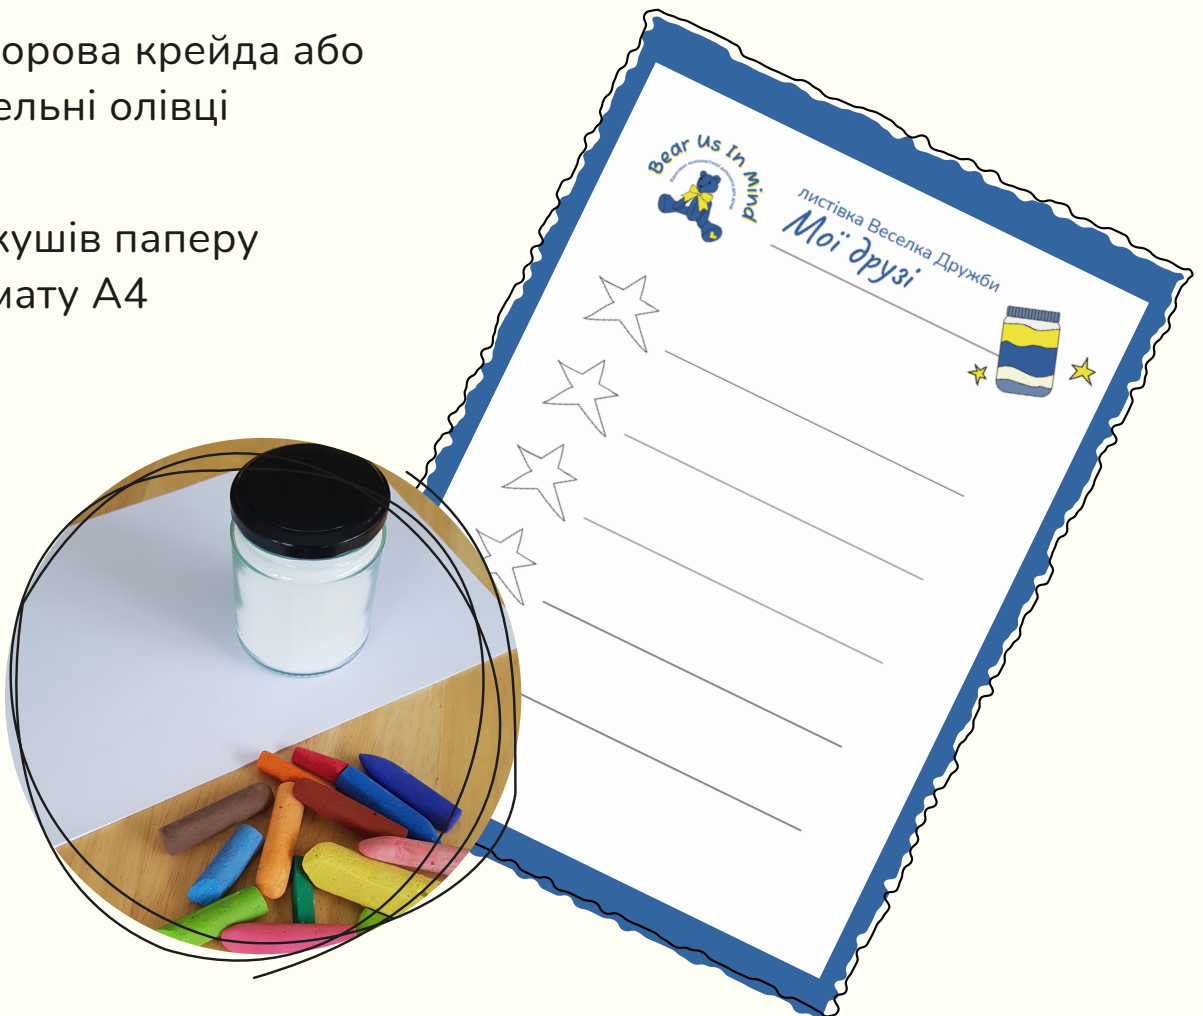 орова крейда або
ельні олівці
кушів паперу
мату А4
Bear Us In Mind
листівка Веселка Дружби
Мої друзі